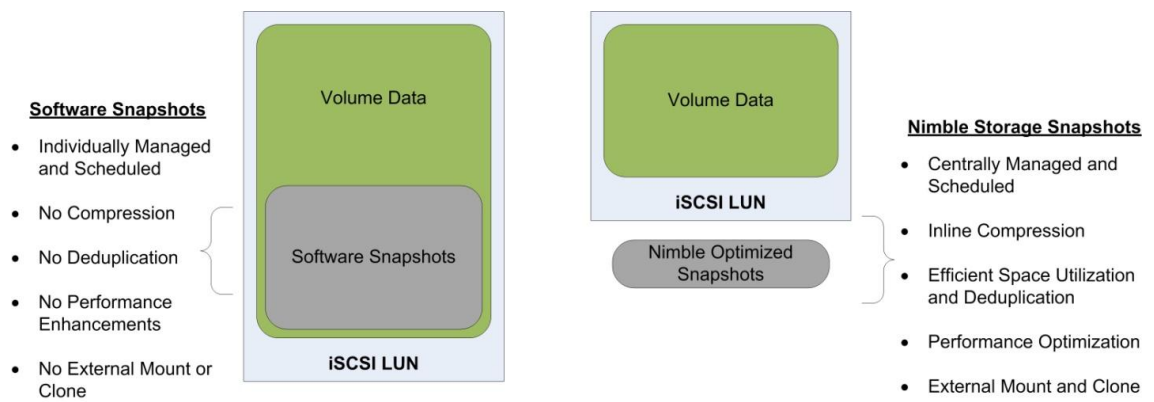 Software Snapshots
• Individually Managed
and Scheduled
• No Compression
• No Deduplication
• No Performance
Enhancements
• No External Mount or
Clone
Volume Data
Software Snapshots
iSCSI LUN
Volume Data
iSCSI LUN
Nimble Optimized
Snapshots
Nimble Storage Snapshots
• Centrally Managed and
Scheduled
• Inline Compression
• Efficient Space Utilization
and Deduplication
• Performance Optimization
• External Mount and Clone